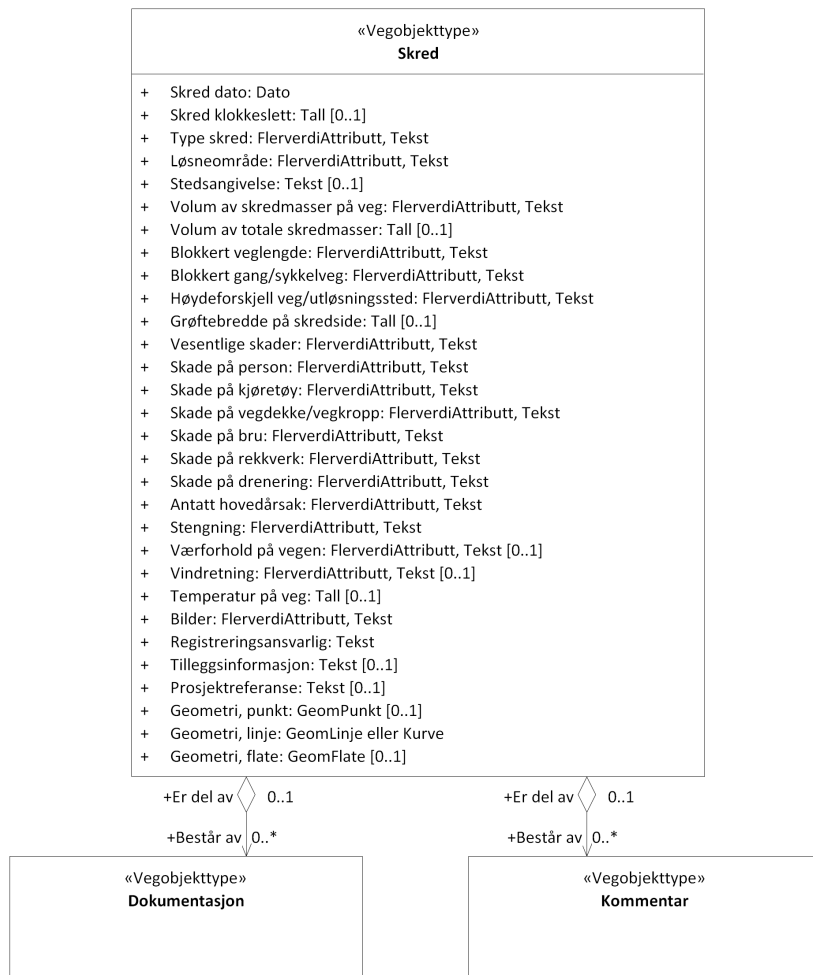 «Vegobjekttype»
Skred
+ Skred dato: Dato
+ Skred klokkeslett: Tall [0..1]
+ Type skred: FlerverdiAttributt, Tekst
+ Løsneområde: FlerverdiAttributt, Tekst
+ Stedsangivelse: Tekst [0..1]
+ Volum av skredmasser på veg: FlerverdiAttributt, Tekst
+ Volum av totale skredmasser: Tall [0..1]
+ Blokkert veglengde: FlerverdiAttributt, Tekst
+ Blokkert gang/sykkelveg: FlerverdiAttributt, Tekst
+ Høydeforskjell veg/utløsningssted: FlerverdiAttributt, Tekst
+ Grøftebredde på skredside: Tall [0..1]
+ Vesentlige skader: FlerverdiAttributt, Tekst
+ Skade på person: FlerverdiAttributt, Tekst
+ Skade på kjøretøy: FlerverdiAttributt, Tekst
+ Skade på vegdekke/vegkropp: FlerverdiAttributt, Tekst
+ Skade på bru: FlerverdiAttributt, Tekst
+ Skade på rekkverk: FlerverdiAttributt, Tekst
+ Skade på drenering: FlerverdiAttributt, Tekst
+ Antatt hovedårsak: FlerverdiAttributt, Tekst
+ Stengning: FlerverdiAttributt, Tekst
+ Værforhold på vegen: FlerverdiAttributt, Tekst [0..1]
+ Vindretning: FlerverdiAttributt, Tekst [0..1]
+ Temperatur på veg: Tall [0..1]
+ Bilder: FlerverdiAttributt, Tekst
+ Registreringsansvarlig: Tekst
+ Tilleggsinformasjon: Tekst [0..1]
+ Prosjektreferanse: Tekst [0..1]
+ Geometri, punkt: GeomPunkt [0..1]
+ Geometri, linje: GeomLinje eller Kurve
+ Geometri, flate: GeomFlate [0..1]
+Er del av 0..1
+Består av 0..*
«Vegobjekttype»
Dokumentasjon
+Er del av 0..1
+Består av 0..*
«Vegobjekttype»
Kommentar